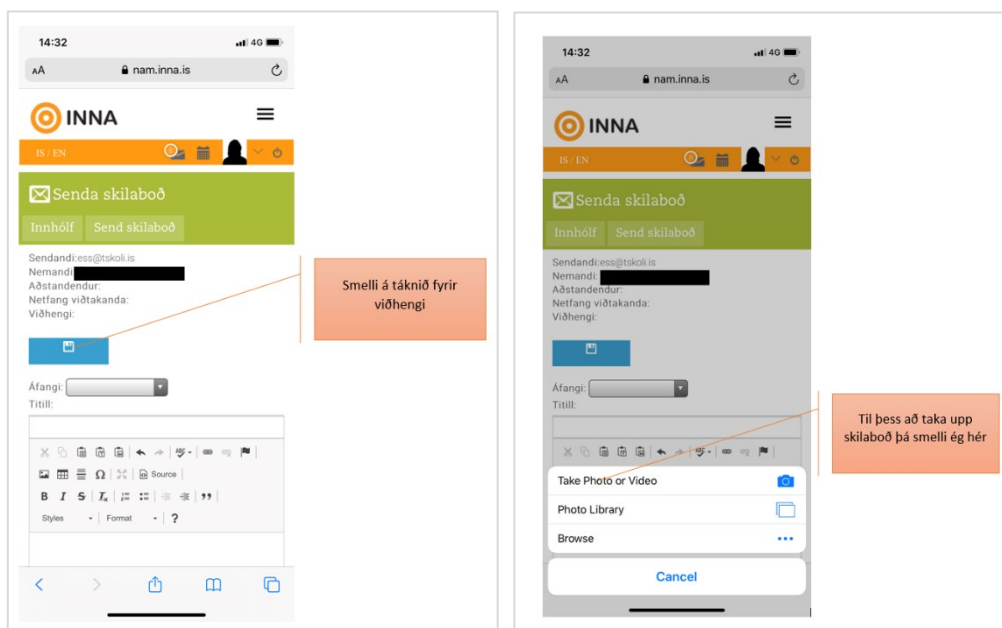 14:32
4G
AA
nam.inna.is
INNA
IS / EN
Senda skilaboð
Innhólf
Send skilaboð
Sendandi:ess@tskoli.is
Nemandi
Aðstandendur:
Netfang viðtakanda:
Viðhengi:
Áfangi:
Titill:
Source
B I S Ix
Styles
Format
?
Smelli á táknið fyrir
viðhengi
14:32
4G
AA
nam.inna.is
INNA
IS / EN
Senda skilaboð
Innhólf
Send skilaboð
Sendandi:ess@tskoli.is
Nemandi:
Aðstandendur:
Netfang viðtakanda:
Viðhengi:
Áfangi:
Titill:
Take Photo or Video
Photo Library
Browse
Cancel
Til þess að taka upp
skilaboð þá smelli ég hér